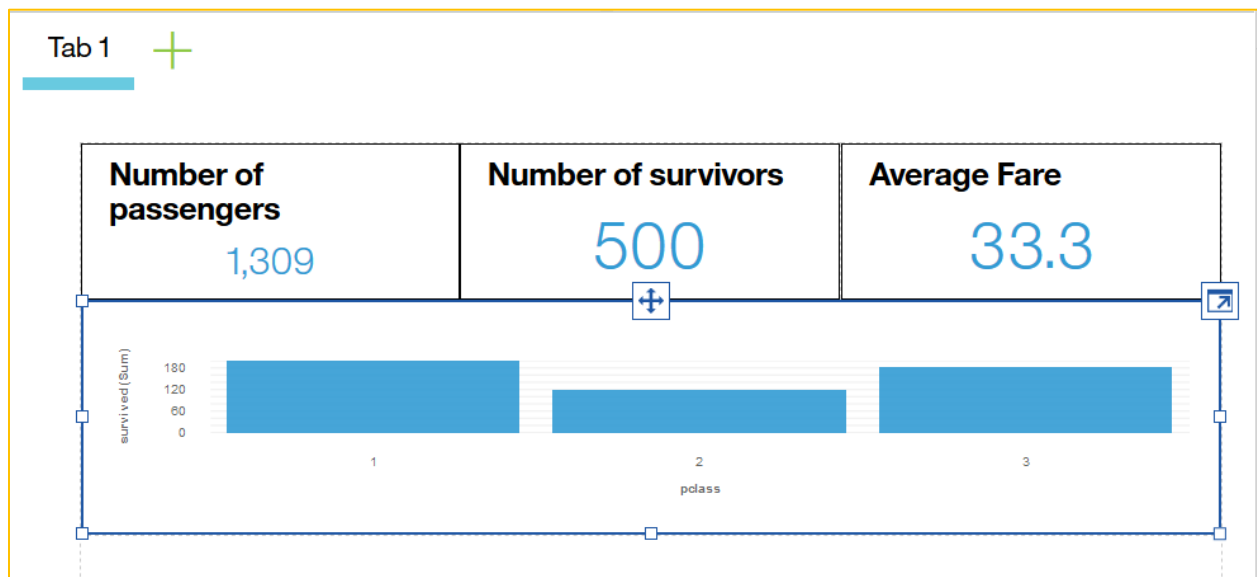 Tab 1
Number of
passengers
1,309
Number of survivors
500
Average Fare
33.3
survived (Sum)
180
120
60
0
1
2
3
pclass